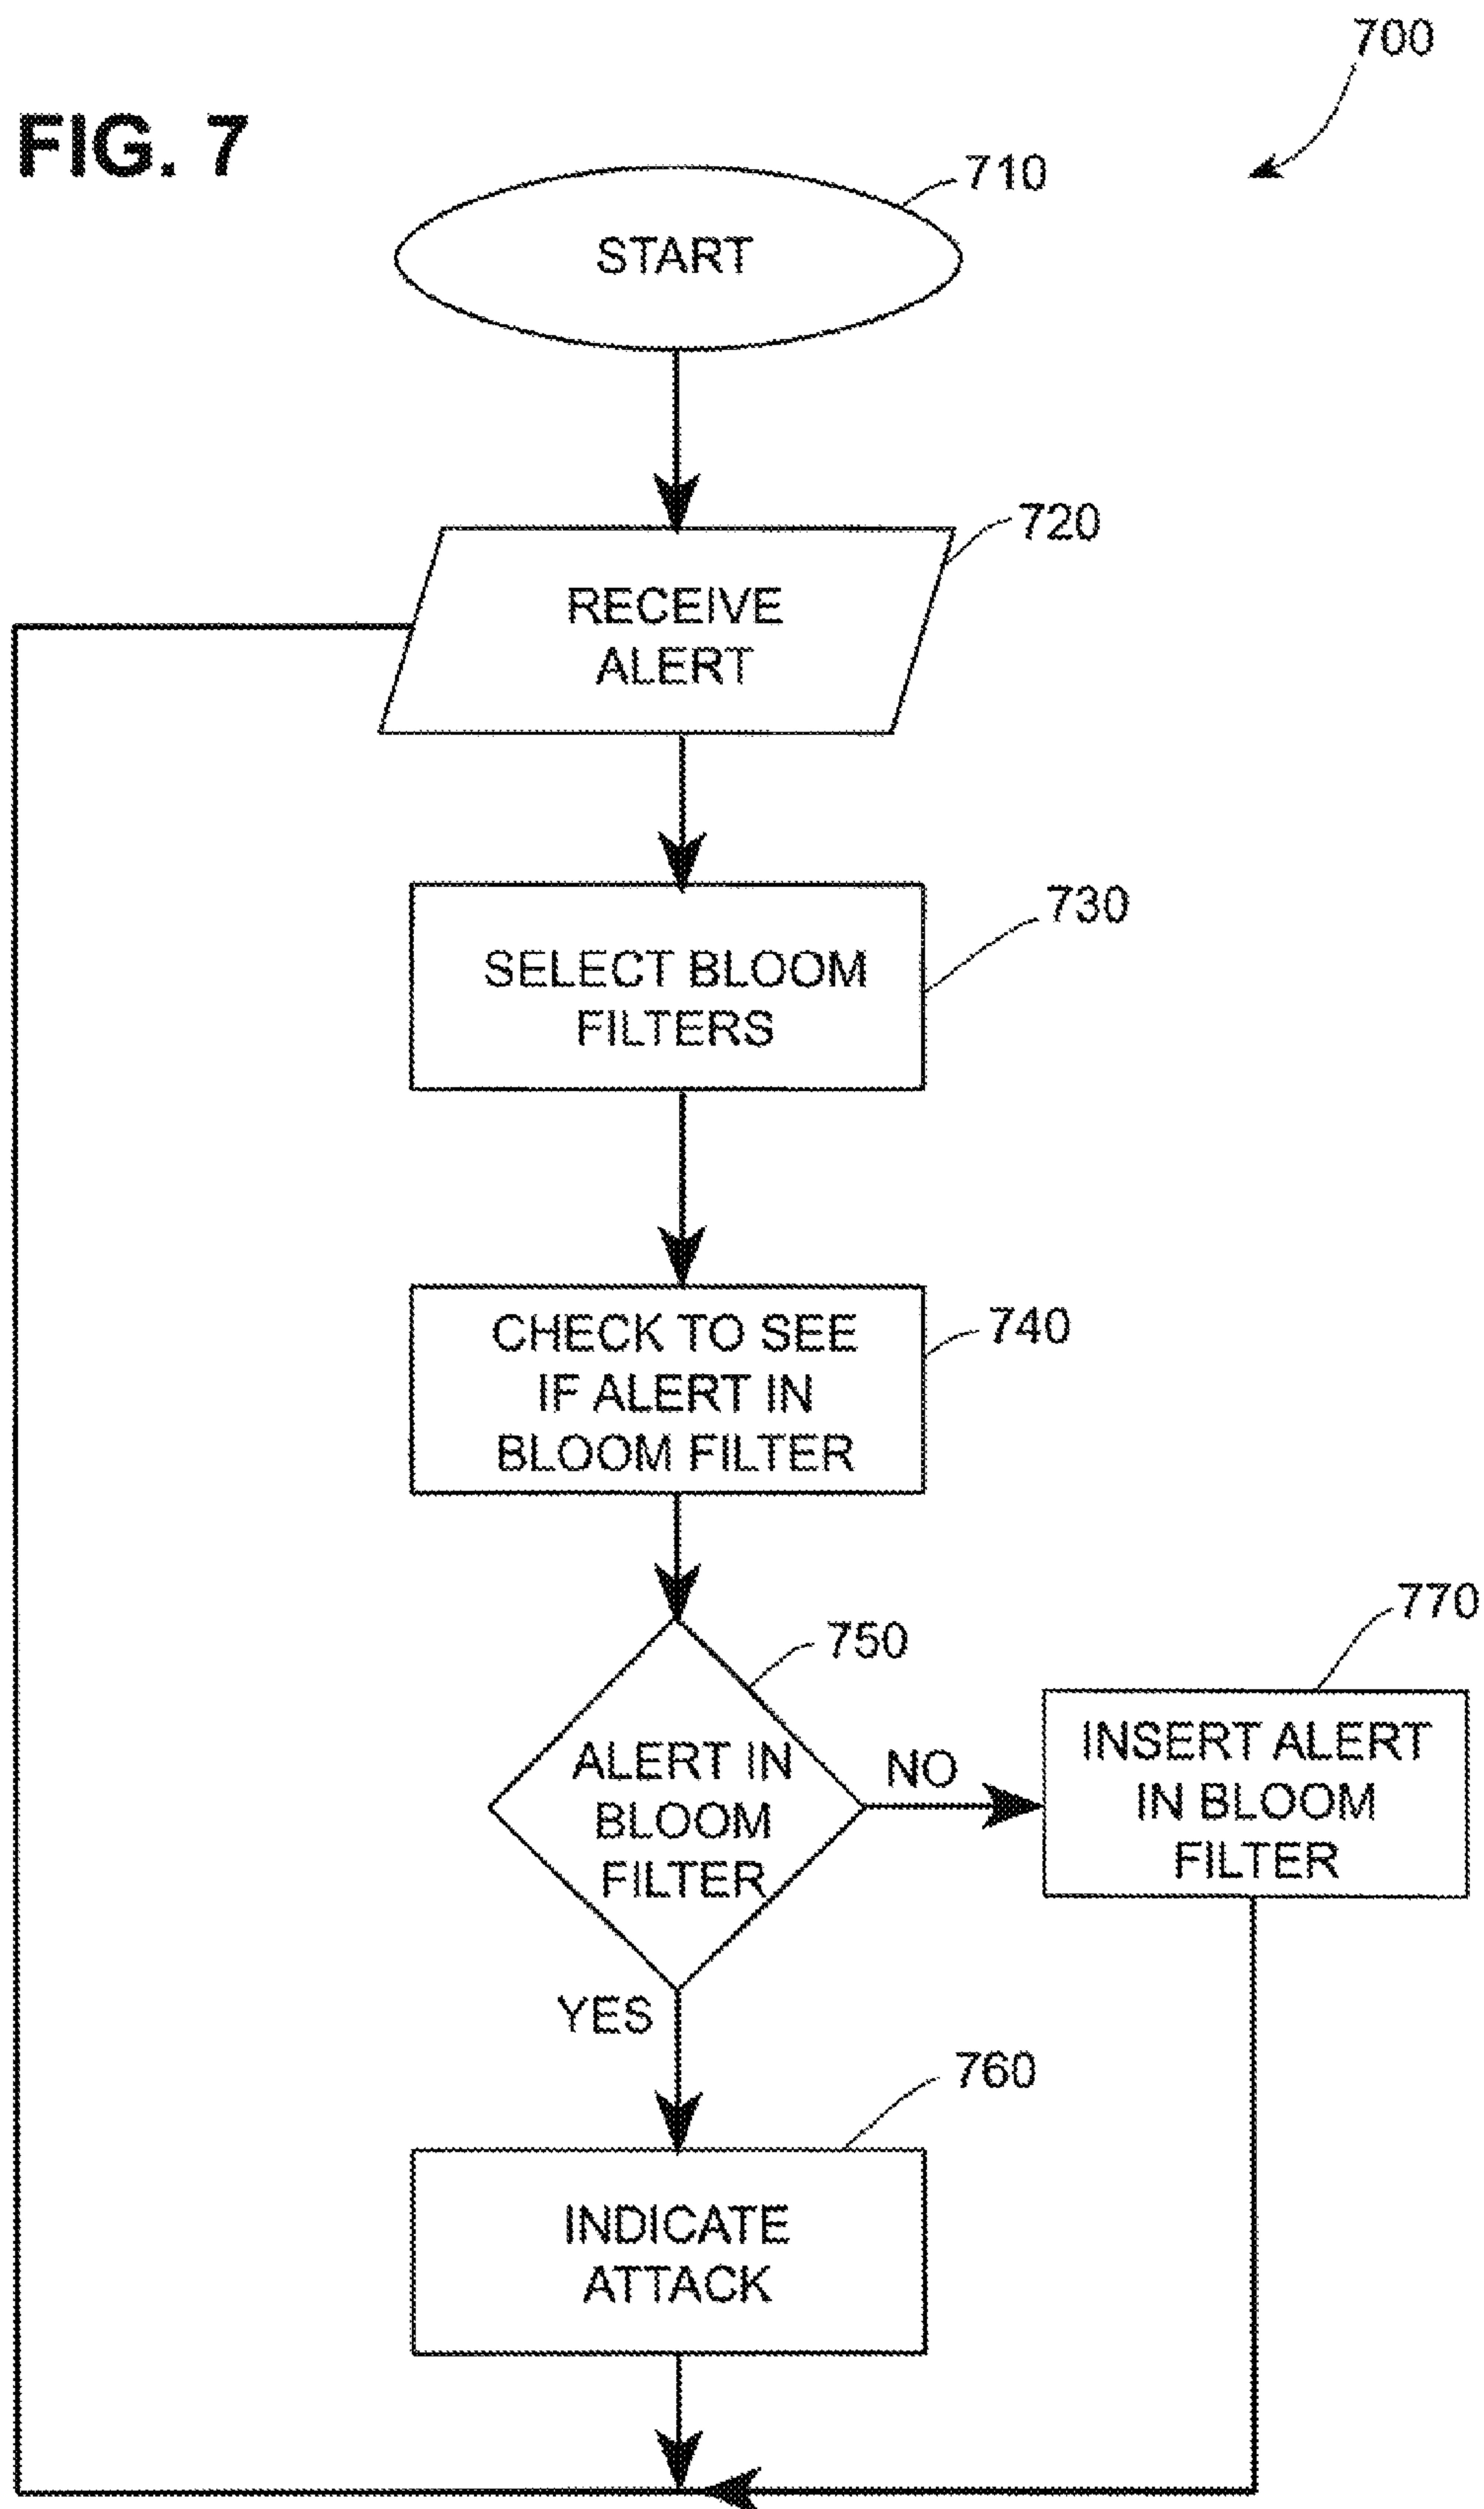 700
FIG. 7
710
START
720
RECEIVE
ALERT
730
SELECT BLOOM
FILTERS
740
CHECK TO SEE
IF ALERT IN
BLOOM FILTER
750
ALERT IN
BLOOM
FILTER
NO
770
INSERT ALERT
IN BLOOM
FILTER
YES
760
INDICATE
ATTACK